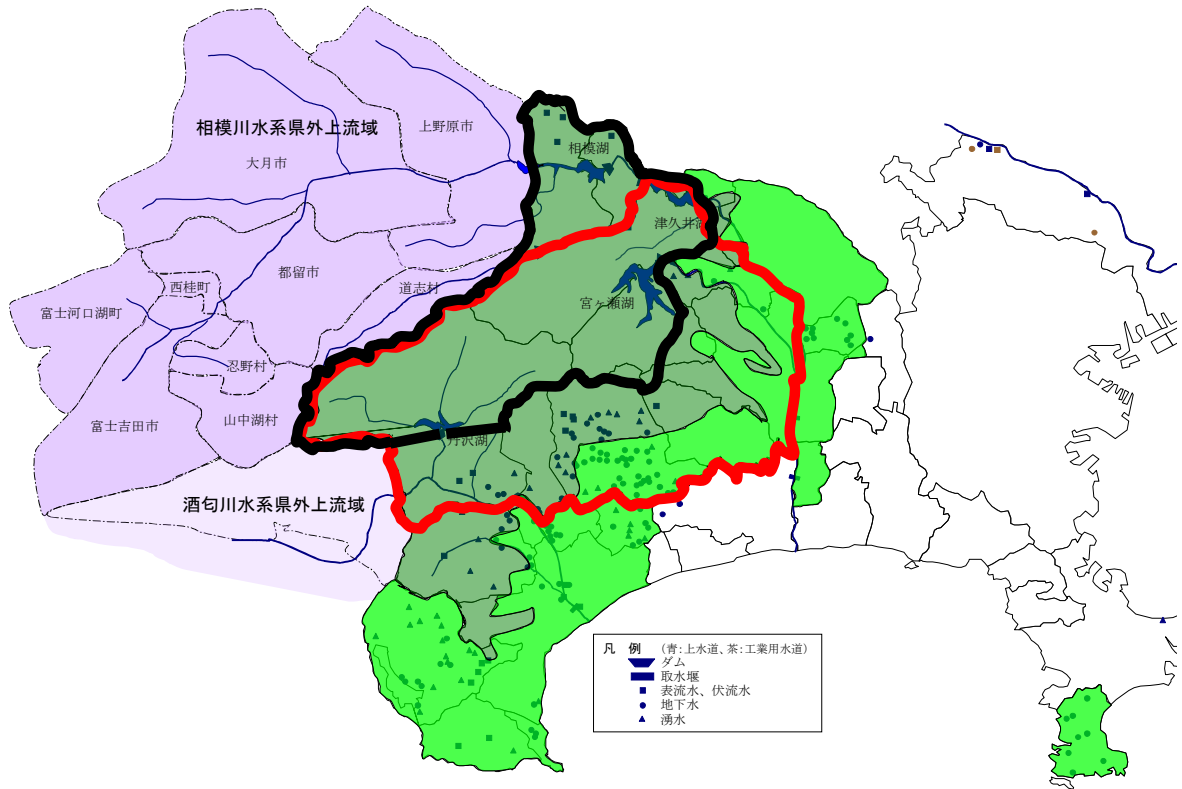 相模川水系県外上流域
上野原市
大月市
相模湖
津久井湖
都留市
道志村
西桂町
宮ヶ瀬湖
富士河口湖町
忍野村
山中湖村
富士吉田市
丹沢湖
酒匂川水系県外上流域
凡 例 (青:上水道、茶:工業用水道)
ダム
取水堰
表流水、伏流水
地下水
湧水